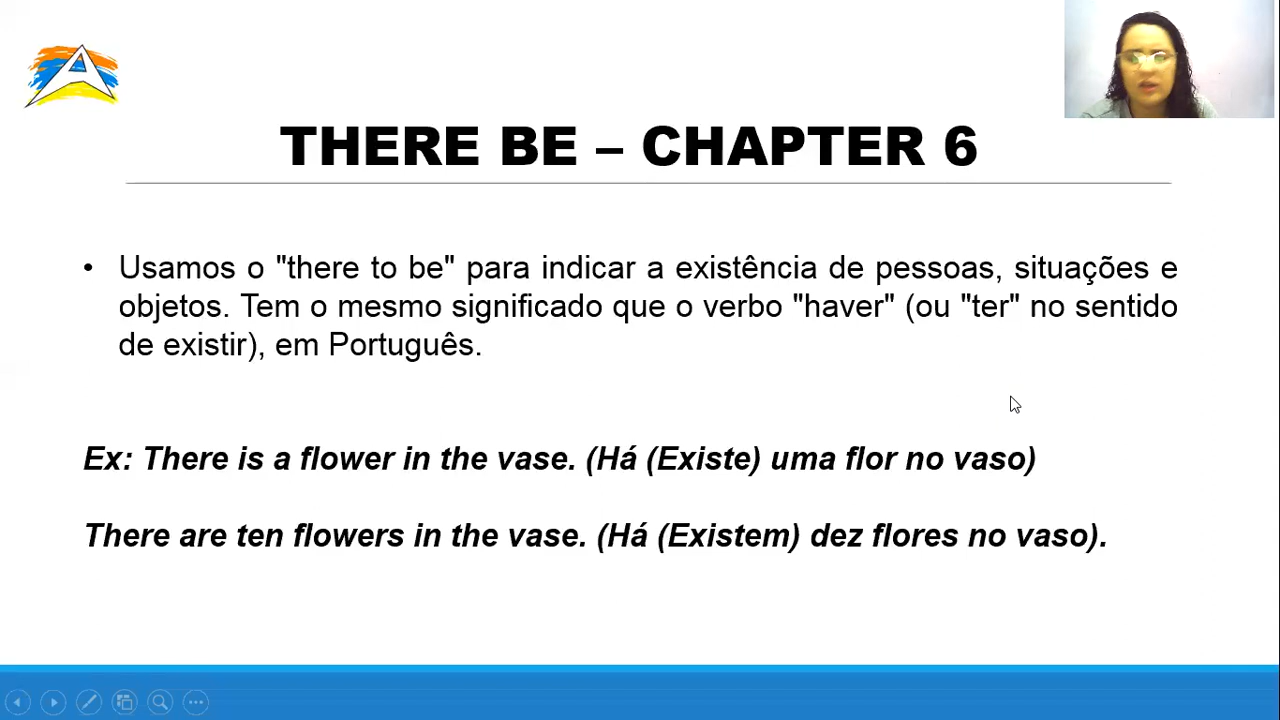 THERE BE – CHAPTER 6
• Usamos o "there to be" para indicar a existência de pessoas, situações e
objetos. Tem o mesmo significado que o verbo "haver" (ou "ter" no sentido
de existir), em Português.
Ex: There is a flower in the vase. (Há (Existe) uma flor no vaso)
There are ten flowers in the vase. (Há (Existem) dez flores no vaso).